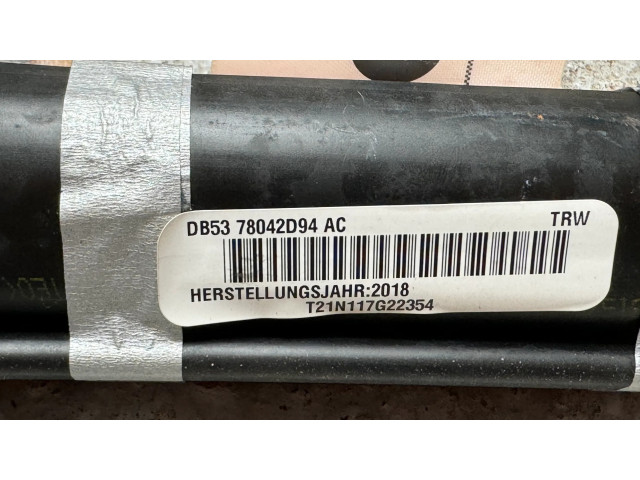 DB53 78042D94 AC TRW
HERSTELLUNGSJAHR:2018
T21N117G22354